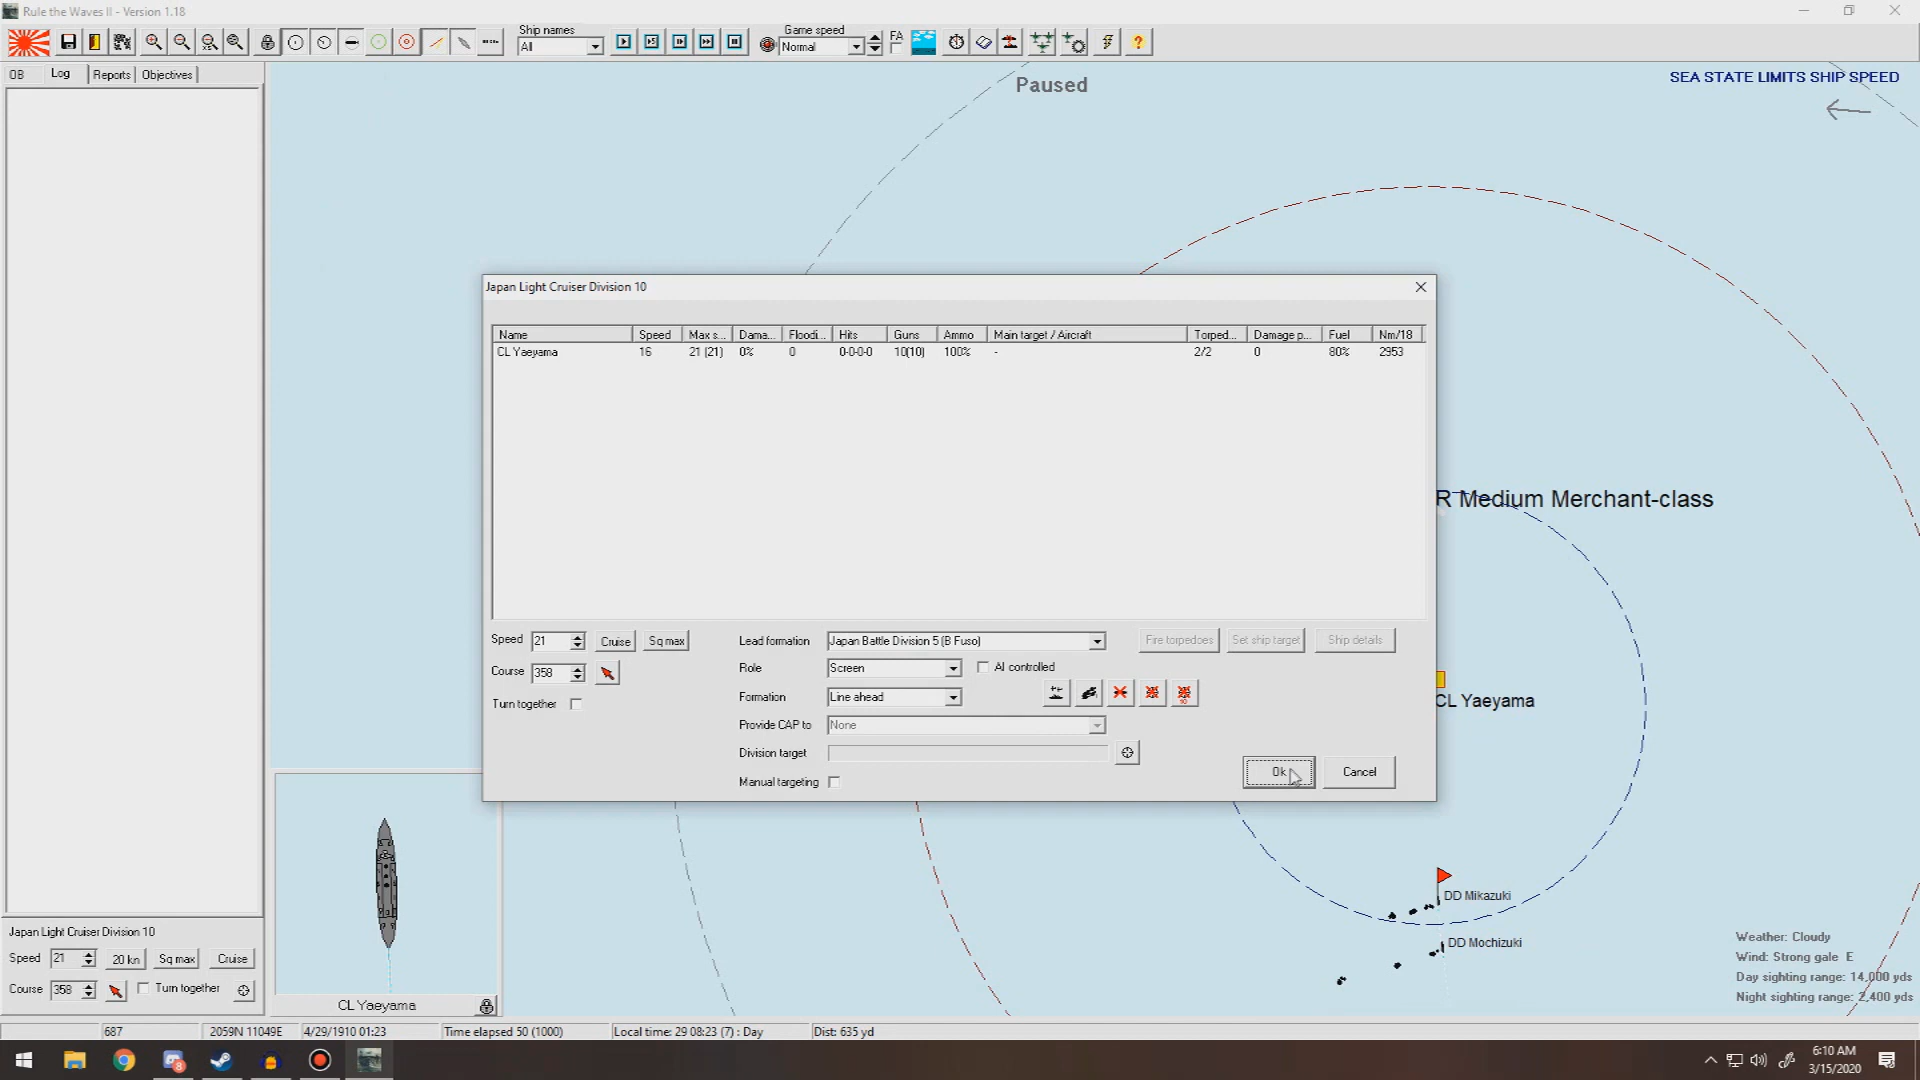 Rule the Waves II - Version 1.18
Ship names
All
Game speed
Normal
FA
OB
Log
Reports
Objectives
Paused
SEA STATE LIMITS SHIP SPEED
Japan Light Cruiser Division 10
Name Speed Max s... Dama... Floodi... Hits Guns Ammo Main target / Aircraft Torped... Damage p... Fuel Nm/18
CL Yaeyama 16 21 (21) 0% 0 0-0-0-0 10(10) 100% - 2/2 0 80% 2953
R Medium Merchant-class
CL Yaeyama
Speed 21 Cruise Sq max
Course 358
Turn together
Lead formation Japan Battle Division 5 (B Fuso)
Role Screen AI controlled
Formation Line ahead
10
Provide CAP to None
Division target
Manual targeting
Fire torpedoes Set ship target Ship details
Ok Cancel
DD Mikazuki
DD Mochizuki
Weather: Cloudy
Wind: Strong gale E
Day sighting range: 14,000 yds
Night sighting range: 2,400 yds
Japan Light Cruiser Division 10
Speed 21 20 kn Sq max Cruise
Course 358 Turn together
CL Yaeyama
687 2059N 11049E 4/29/1910 01:23 Time elapsed 50 (1000) Local time: 29 08:23 (7) : Day Dist: 635 yd
8
6:10 AM
3/15/2020